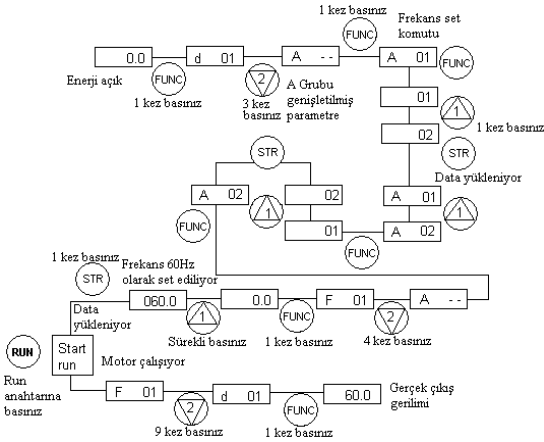 1 kez basınız
Frekans set
komutu
FUNC
0.0
d 01
A - -
A 01
FUNC
Enerji açık
FUNC
2
A Grubu
genişletilmiş
parametre
1 kez basınız
3 kez
basınız
01
1
1 kez basınız
02
STR
STR
Data yükleniyor
A 02
02
A 01
1
1
FUNC
01
A 02
FUNC
1 kez basınız
Frekans 60Hz
olarak set ediliyor
STR
060.0
0.0
F 01
A - -
Data
yükleniyor
1
FUNC
2
Sürekli basınız
1 kez basınız
4 kez basınız
RUN
Start
run
Motor çalışıyor
Run
anahtarına
basınız
F 01
d 01
60.0
Gerçek çıkış
gerilimi
2
FUNC
9 kez basınız
1 kez basınız